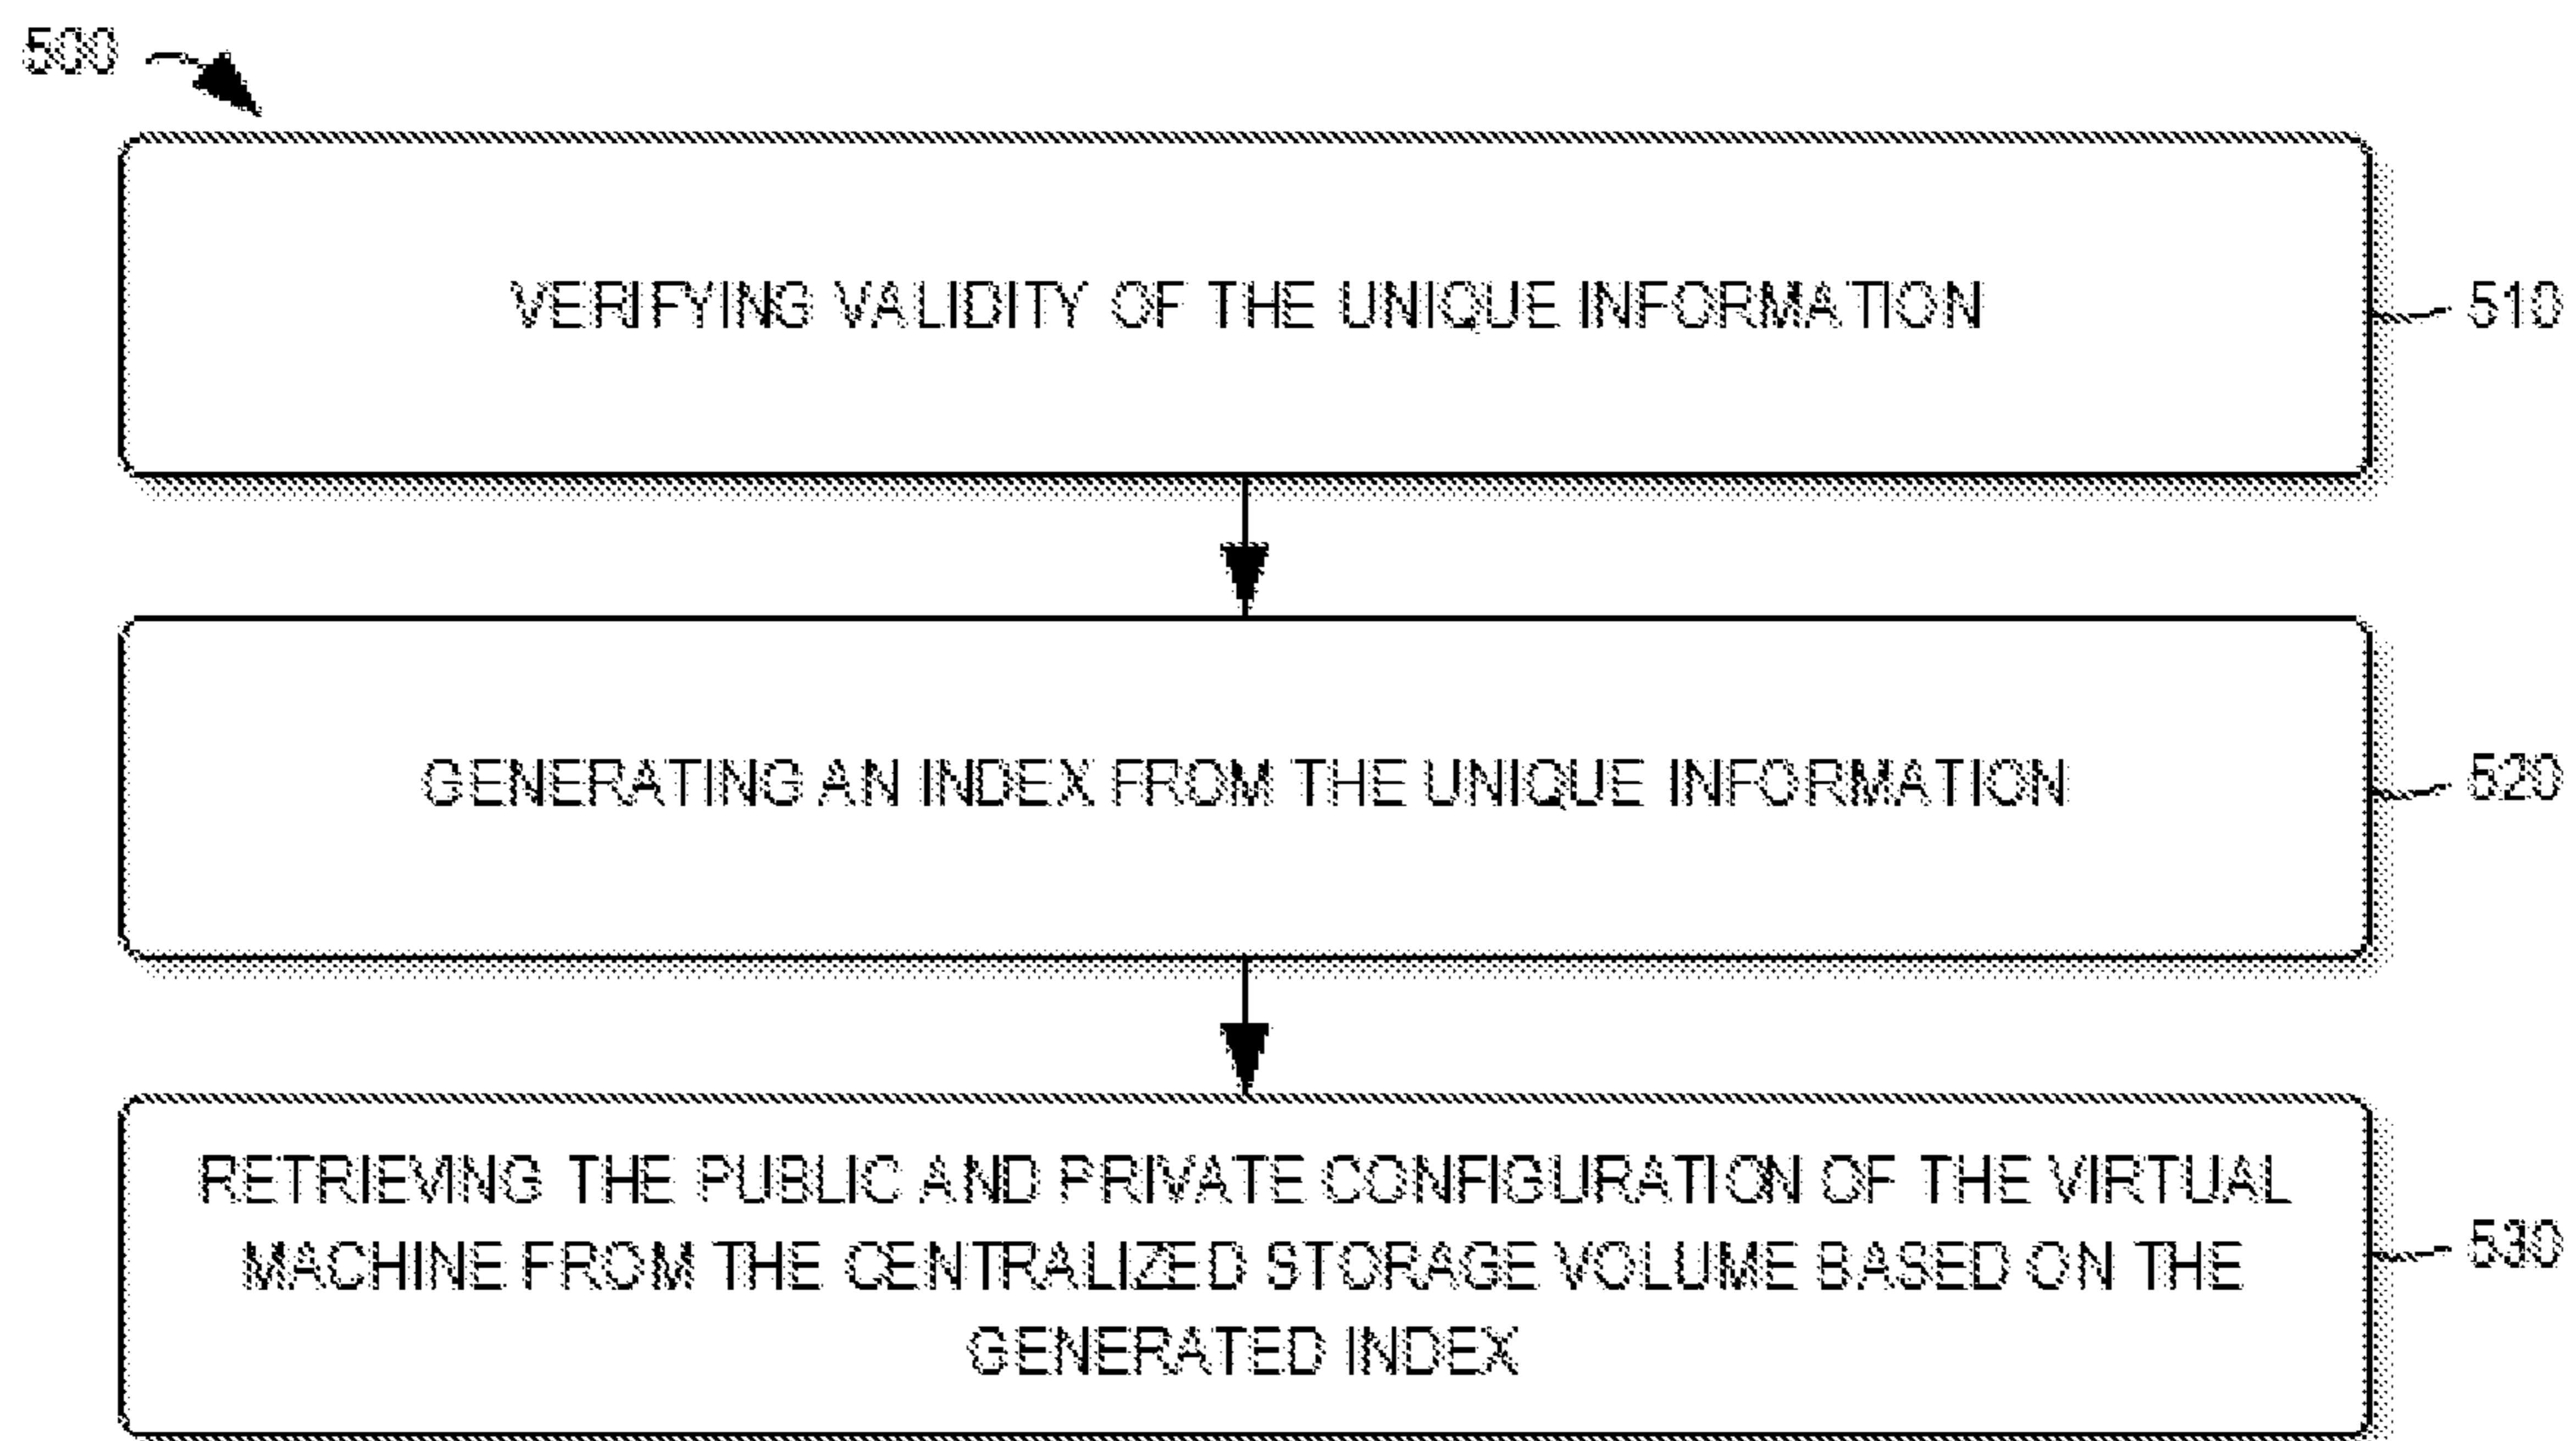 500
VERIFYING VALIDITY OF THE UNIQUE INFORMATION
510
GENERATING AN INDEX FROM THE UNIQUE INFORMATION
520
RETRIEVING THE PUBLIC AND PRIVATE CONFIGURATION OF THE VIRTUAL
MACHINE FROM THE CENTRALIZED STORAGE VOLUME BASED ON THE
GENERATED INDEX
530